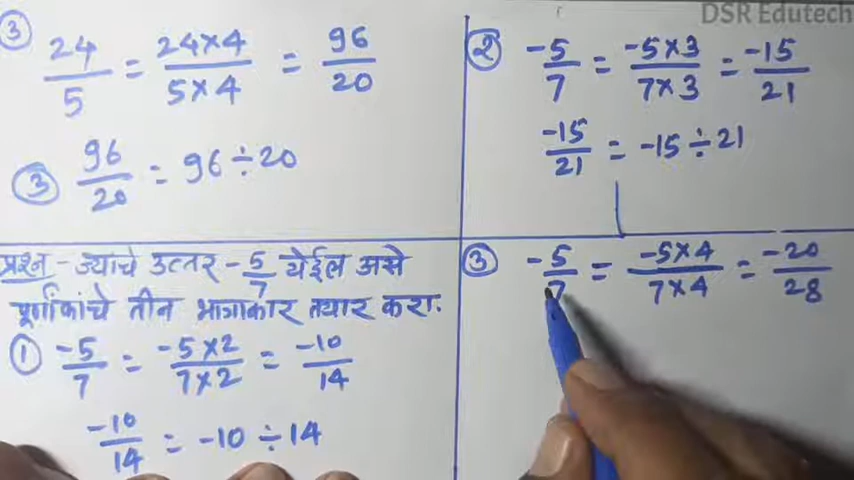 DSR Edutech
③ 24/5 = 24×4/5×4 = 96/20
③ 96/20 = 96 ÷ 20
② -5/7 = -5×3/7×3 = -15/21
-15/21 = -15 ÷ 21
प्रश्न - ज्यांचे उत्तर - 5/7 येईल असे
पूर्णांकांचे तीन भागाकार तयार करा.
① -5/7 = -5×2/7×2 = -10/14
-10/14 = -10 ÷ 14
③ -5/7 = -5×4/7×4 = -20/28